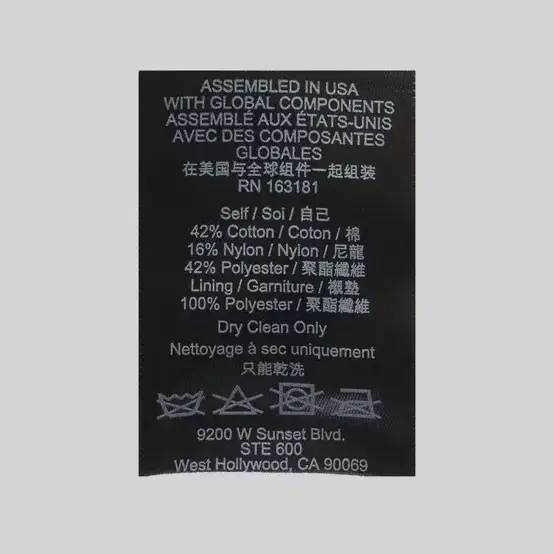 ASSEMBLED IN USA
WITH GLOBAL COMPONENTS
ASSEMBLÉ AUX ÉTATS-UNIS
AVEC DES COMPOSANTES
GLOBALES
在美国与全球组件一起组装
RN 163181
Self / Soi / 自己
42% Cotton / Coton / 棉
16% Nylon / Nylon / 尼龍
42% Polyester / 聚酯纖維
Lining / Garniture / 襯墊
100% Polyester / 聚酯纖維
Dry Clean Only
Nettoyage à sec uniquement
只能乾洗
9200 W Sunset Blvd.
STE 600
West Hollywood, CA 90069